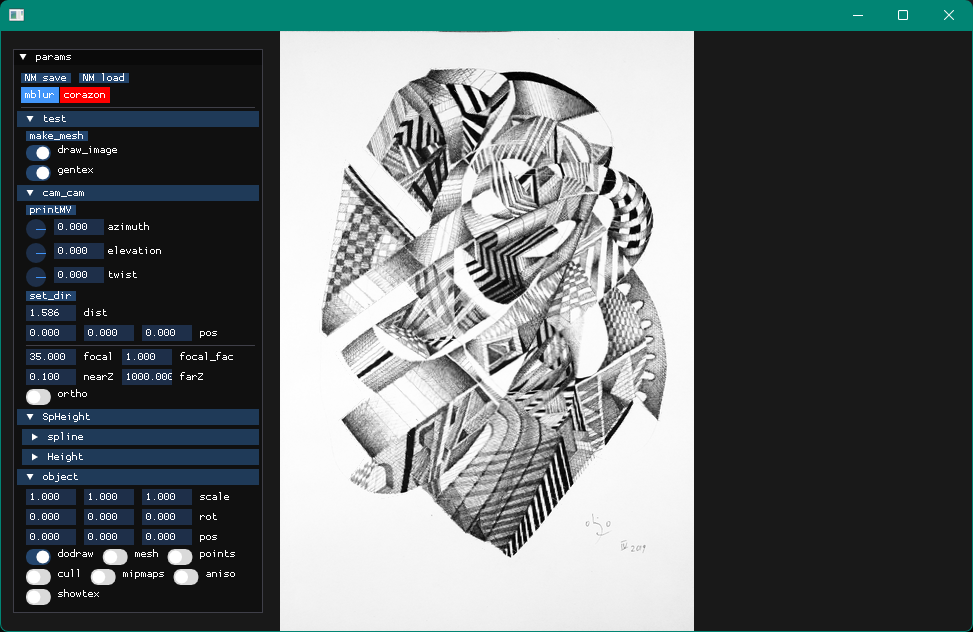 params
NM save NM load
mblur corazon
test
make_mesh
draw_image
gentex
cam_cam
printMV
0.000 azimuth
0.000 elevation
0.000 twist
set_dir
1.586 dist
0.000 0.000 0.000 pos
35.000 focal 1.000 focal_fac
0.100 nearZ 1000.000 farZ
ortho
SpHeight
spline
Height
object
1.000 1.000 1.000 scale
0.000 0.000 0.000 rot
0.000 0.000 0.000 pos
dodraw mesh points
cull mipmaps aniso
showtex
2019